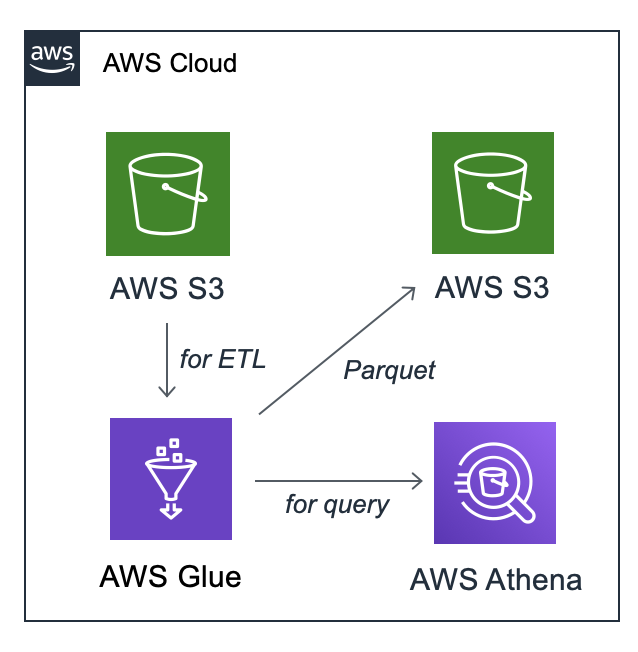 aws
AWS Cloud
AWS S3
AWS S3
for ETL
Parquet
for query
AWS Glue
AWS Athena